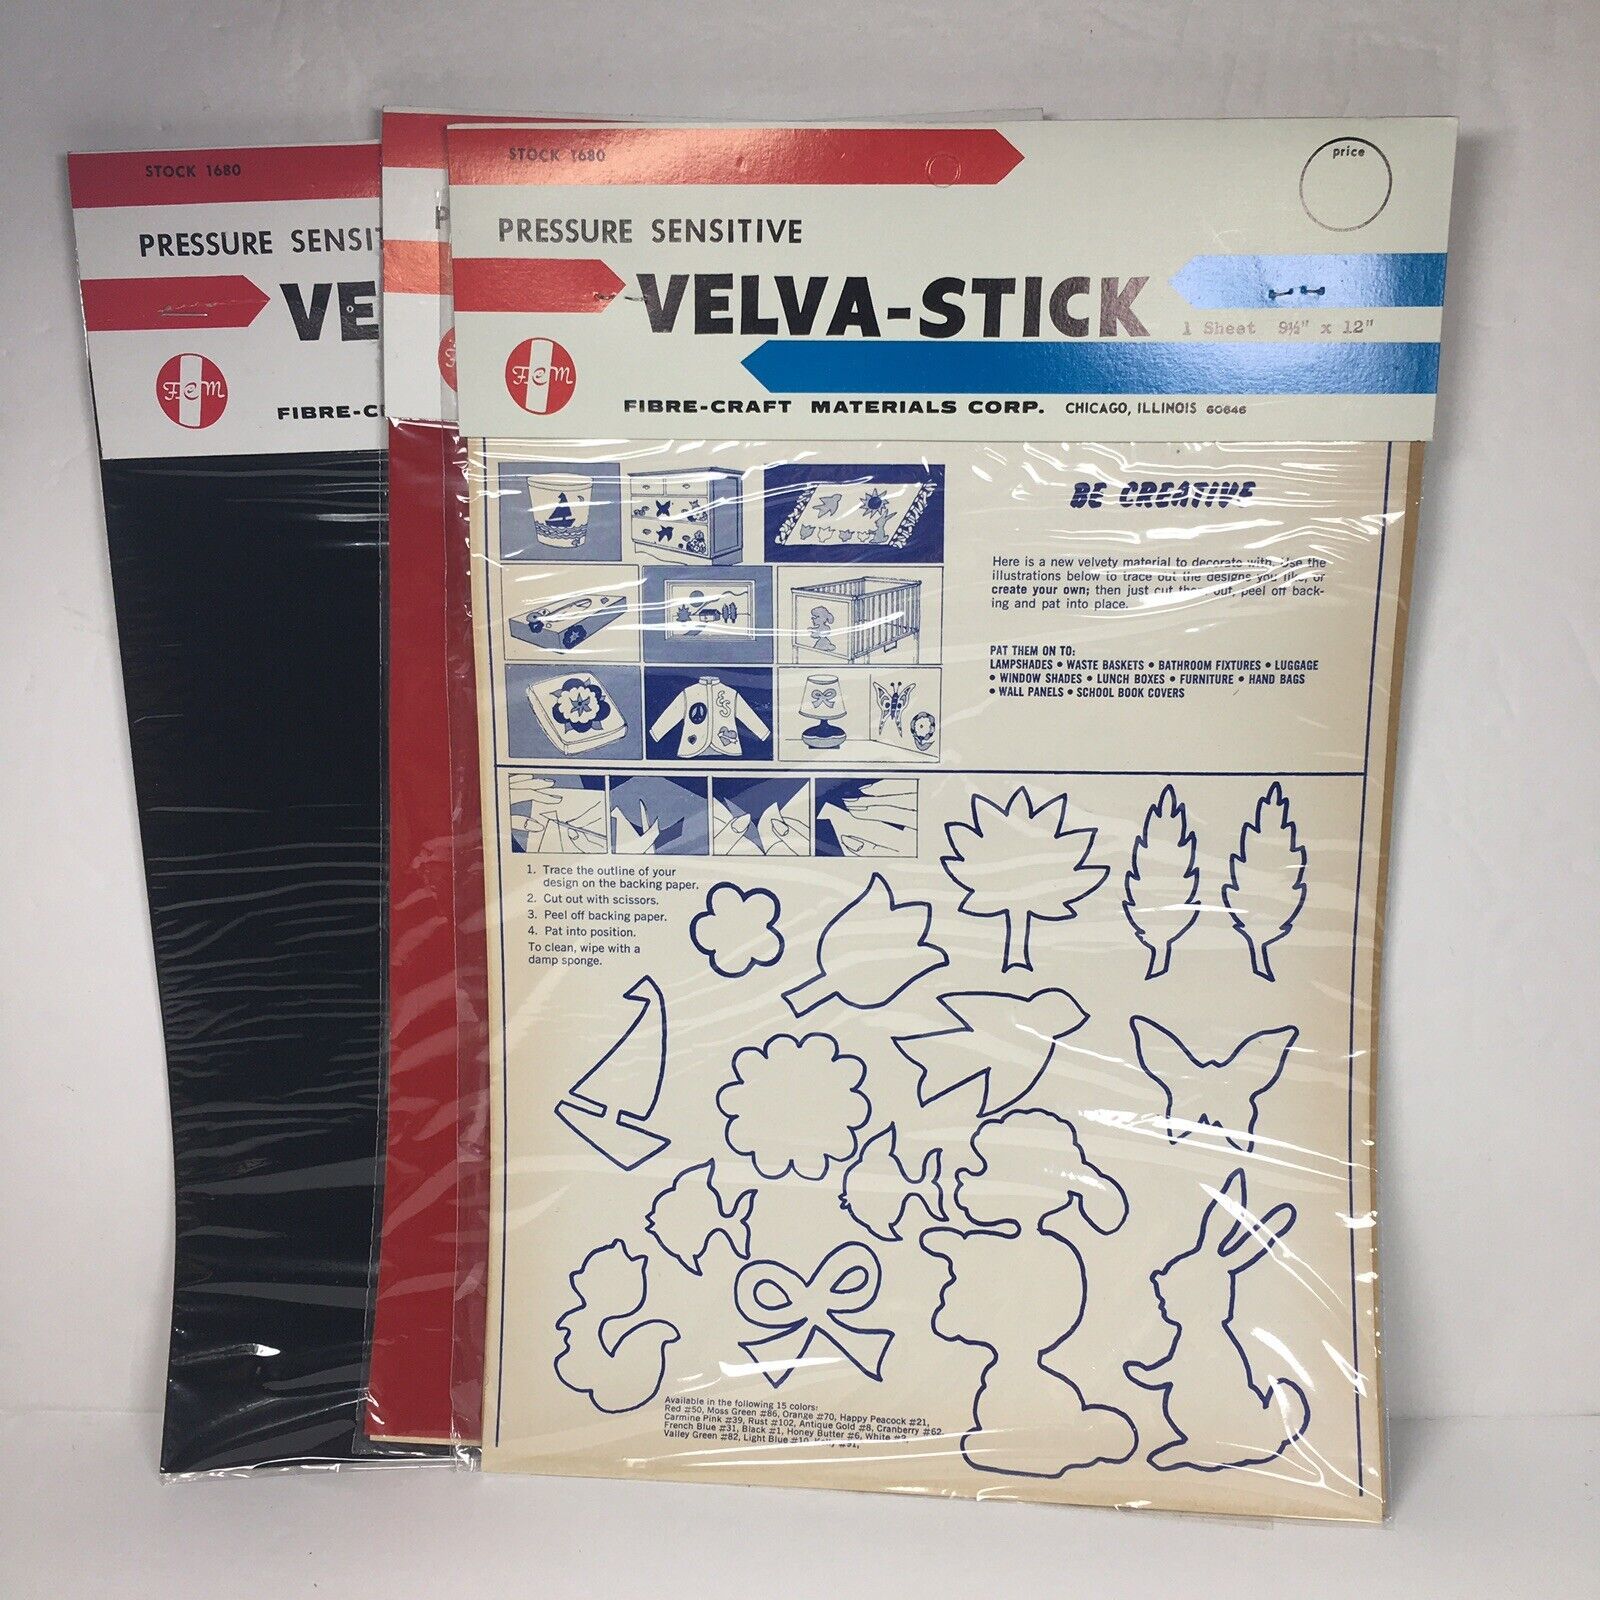 STOCK 1680
PRESSURE SENSIT
VE
FCM
FIBRE-C
P
STOCK 1680
price
PRESSURE SENSITIVE
VELVA-STICK
1 Sheet 9½" x 12"
FCM
FIBRE-CRAFT MATERIALS CORP. CHICAGO, ILLINOIS 60646
BE CREATIVE
Here is a new velvety material to decorate with. Use the
illustrations below to trace out the designs you like, or
create your own; then just cut them out, peel off back-
ing and pat into place.
PAT THEM ON TO:
LAMPSHADES • WASTE BASKETS • BATHROOM FIXTURES • LUGGAGE
• WINDOW SHADES • LUNCH BOXES • FURNITURE • HAND BAGS
• WALL PANELS • SCHOOL BOOK COVERS
1. Trace the outline of your
design on the backing paper.
2. Cut out with scissors.
3. Peel off backing paper.
4. Pat into position.
To clean, wipe with a
damp sponge.
Available in the following 15 colors:
Red #50, Moss Green #86, Orange #70, Happy Peacock #21,
Carmine Pink #39, Rust #102, Antique Gold #8, Cranberry #62,
French Blue #31, Black #1, Honey Butter #6, White
Valley Green #82, Light Blue #10,